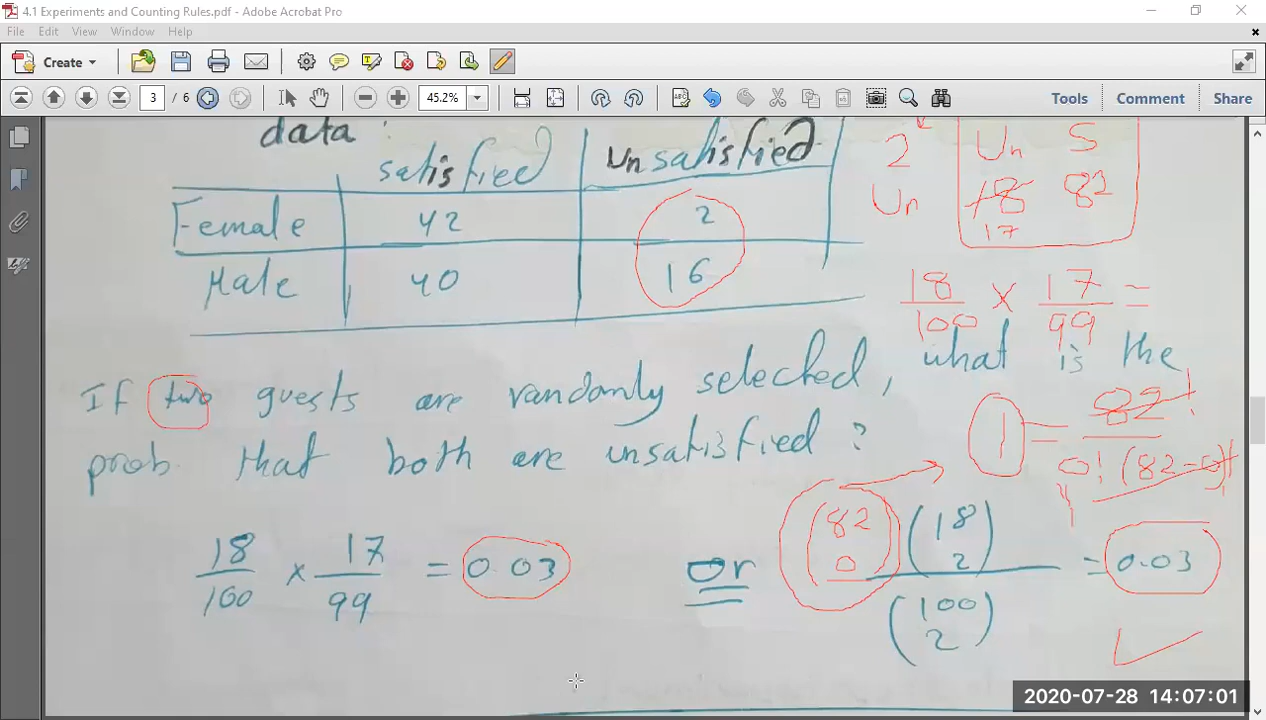 4.1 Experiments and Counting Rules.pdf - Adobe Acrobat Pro
File Edit View Window Help
Create
3 / 6 45.2% Tools Comment Share
data :
satisfied Unsatisfied
Female 42 2
Male 40 16
2 Un S
Un 18 82
17
18/100 × 17/99 =
If two guests are randomly selected, what is the
prob. that both are unsatisfied ?
1 = 82! / 0! (82-0)!
1
18/100 × 17/99 = 0.03 or (82 0) (18 2) / (100 2) = 0.03
2020-07-28 14:07:01